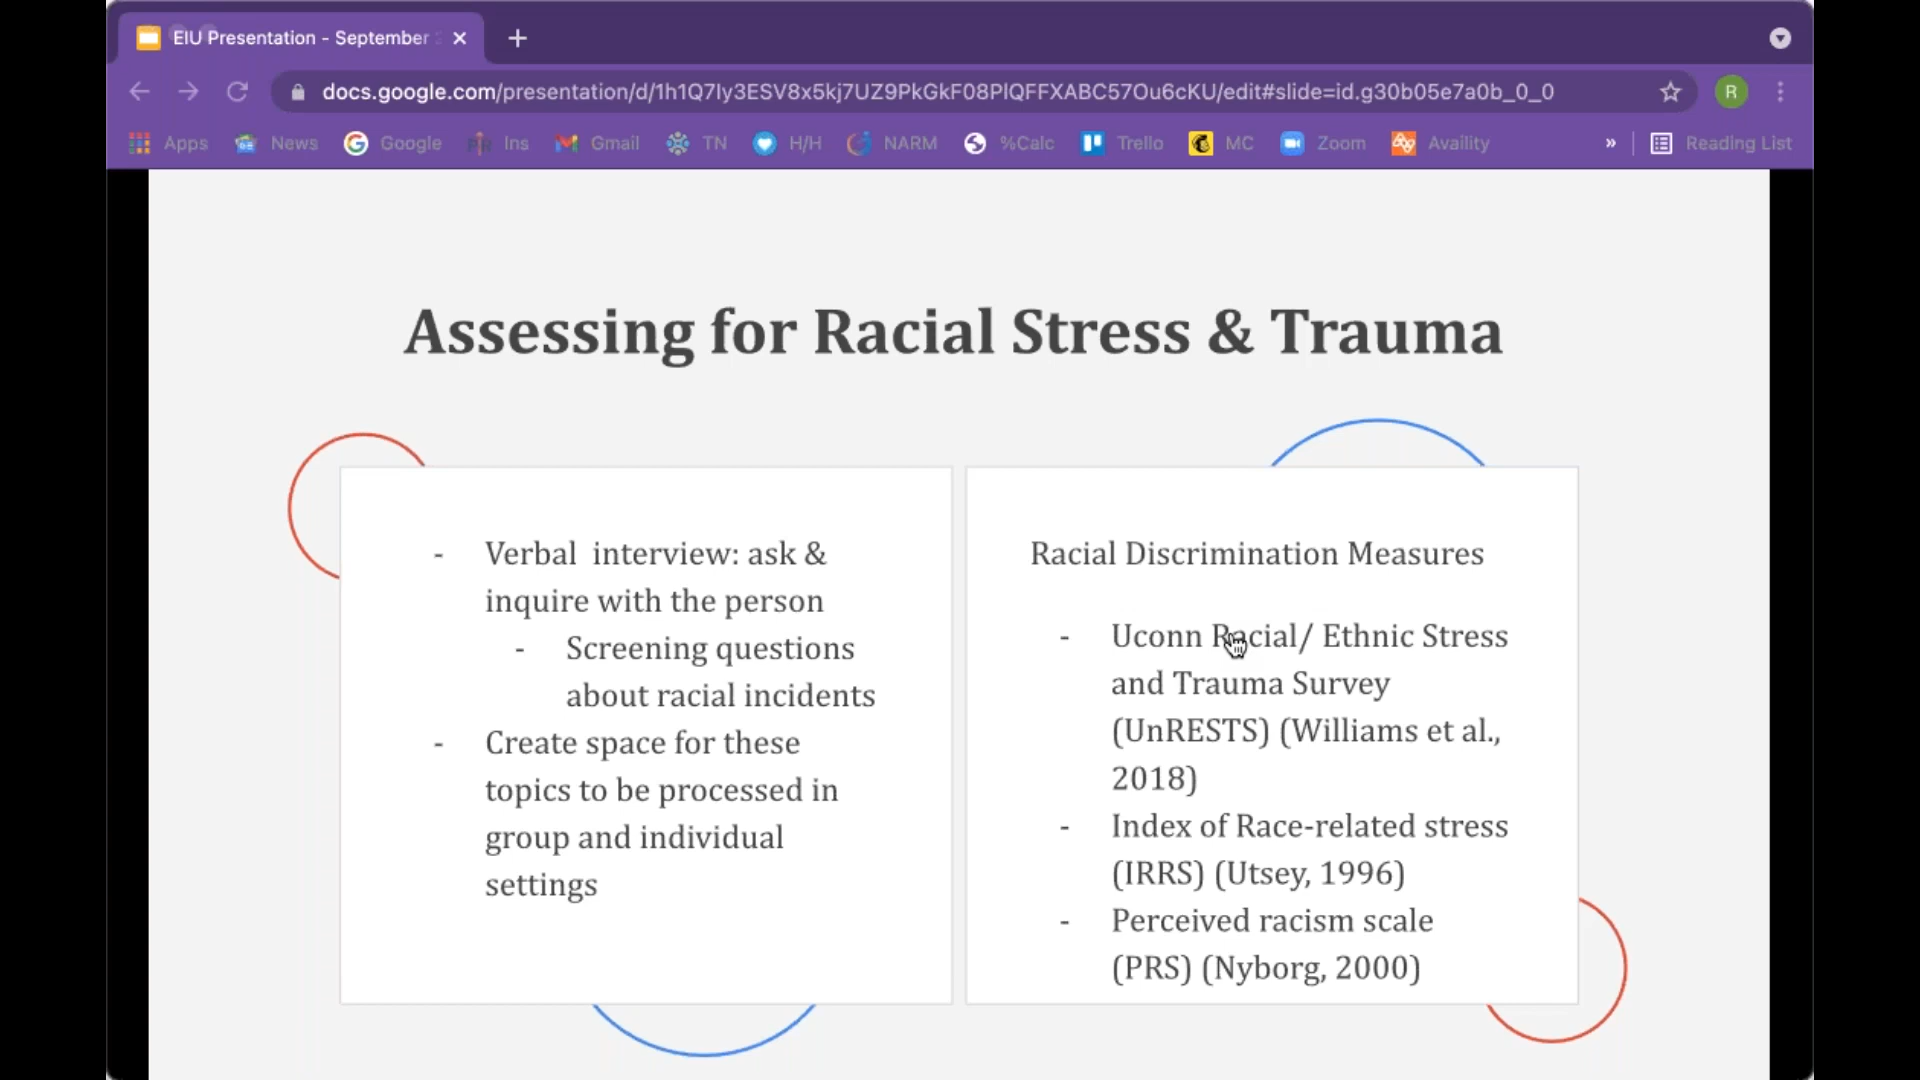 EIU Presentation - September
docs.google.com/presentation/d/1h1Q7Iy3ESV8x5kj7UZ9PkGkF08PlQFFXABC57Ou6cKU/edit#slide=id.g30b05e7a0b_0_0
R
Apps News Google Ins Gmail TN H/H NARM %Calc Trello MC Zoom Availity » Reading List
Assessing for Racial Stress & Trauma
- Verbal interview: ask &
inquire with the person
- Screening questions
about racial incidents
- Create space for these
topics to be processed in
group and individual
settings
Racial Discrimination Measures
- Uconn Racial/ Ethnic Stress
and Trauma Survey
(UnRESTS) (Williams et al.,
2018)
- Index of Race-related stress
(IRRS) (Utsey, 1996)
- Perceived racism scale
(PRS) (Nyborg, 2000)